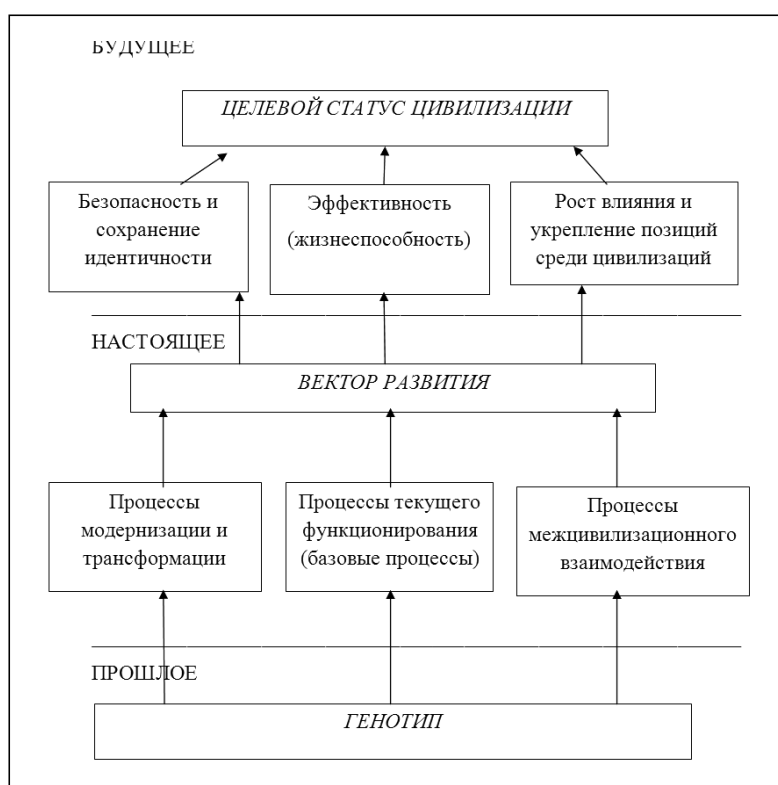 БУДУЩЕЕ
ЦЕЛЕВОЙ СТАТУС ЦИВИЛИЗАЦИИ
Безопасность и
сохранение
идентичности
Эффективность
(жизнеспособность)
Рост влияния и
укрепление позиций
среди цивилизаций
НАСТОЯЩЕЕ
ВЕКТОР РАЗВИТИЯ
Процессы
модернизации и
трансформации
Процессы текущего
функционирования
(базовые процессы)
Процессы
межцивилизационного
взаимодействия
ПРОШЛОЕ
ГЕНОТИП